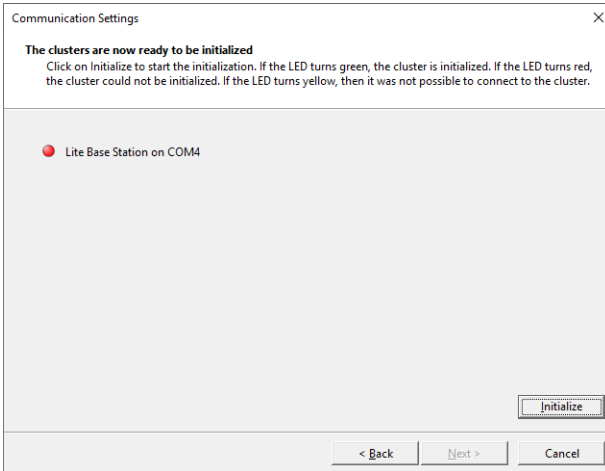 Communication Settings
The clusters are now ready to be initialized
Click on Initialize to start the initialization. If the LED turns green, the cluster is initialized. If the LED turns red,
the cluster could not be initialized. If the LED turns yellow, then it was not possible to connect to the cluster.
Lite Base Station on COM4
Initialize
< Back Next > Cancel